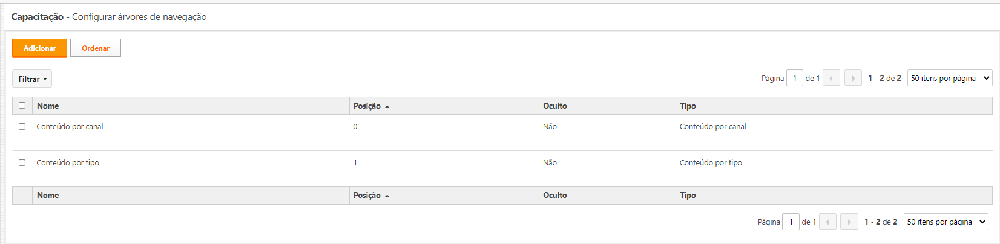 Capacitação - Configurar árvores de navegação
Adicionar Ordenar
Filtrar Página 1 de 1 1 - 2 de 2 50 itens por página
Nome Posição Oculto Tipo
Conteúdo por canal 0 Não Conteúdo por canal
Conteúdo por tipo 1 Não Conteúdo por tipo
Nome Posição Oculto Tipo
Página 1 de 1 1 - 2 de 2 50 itens por página